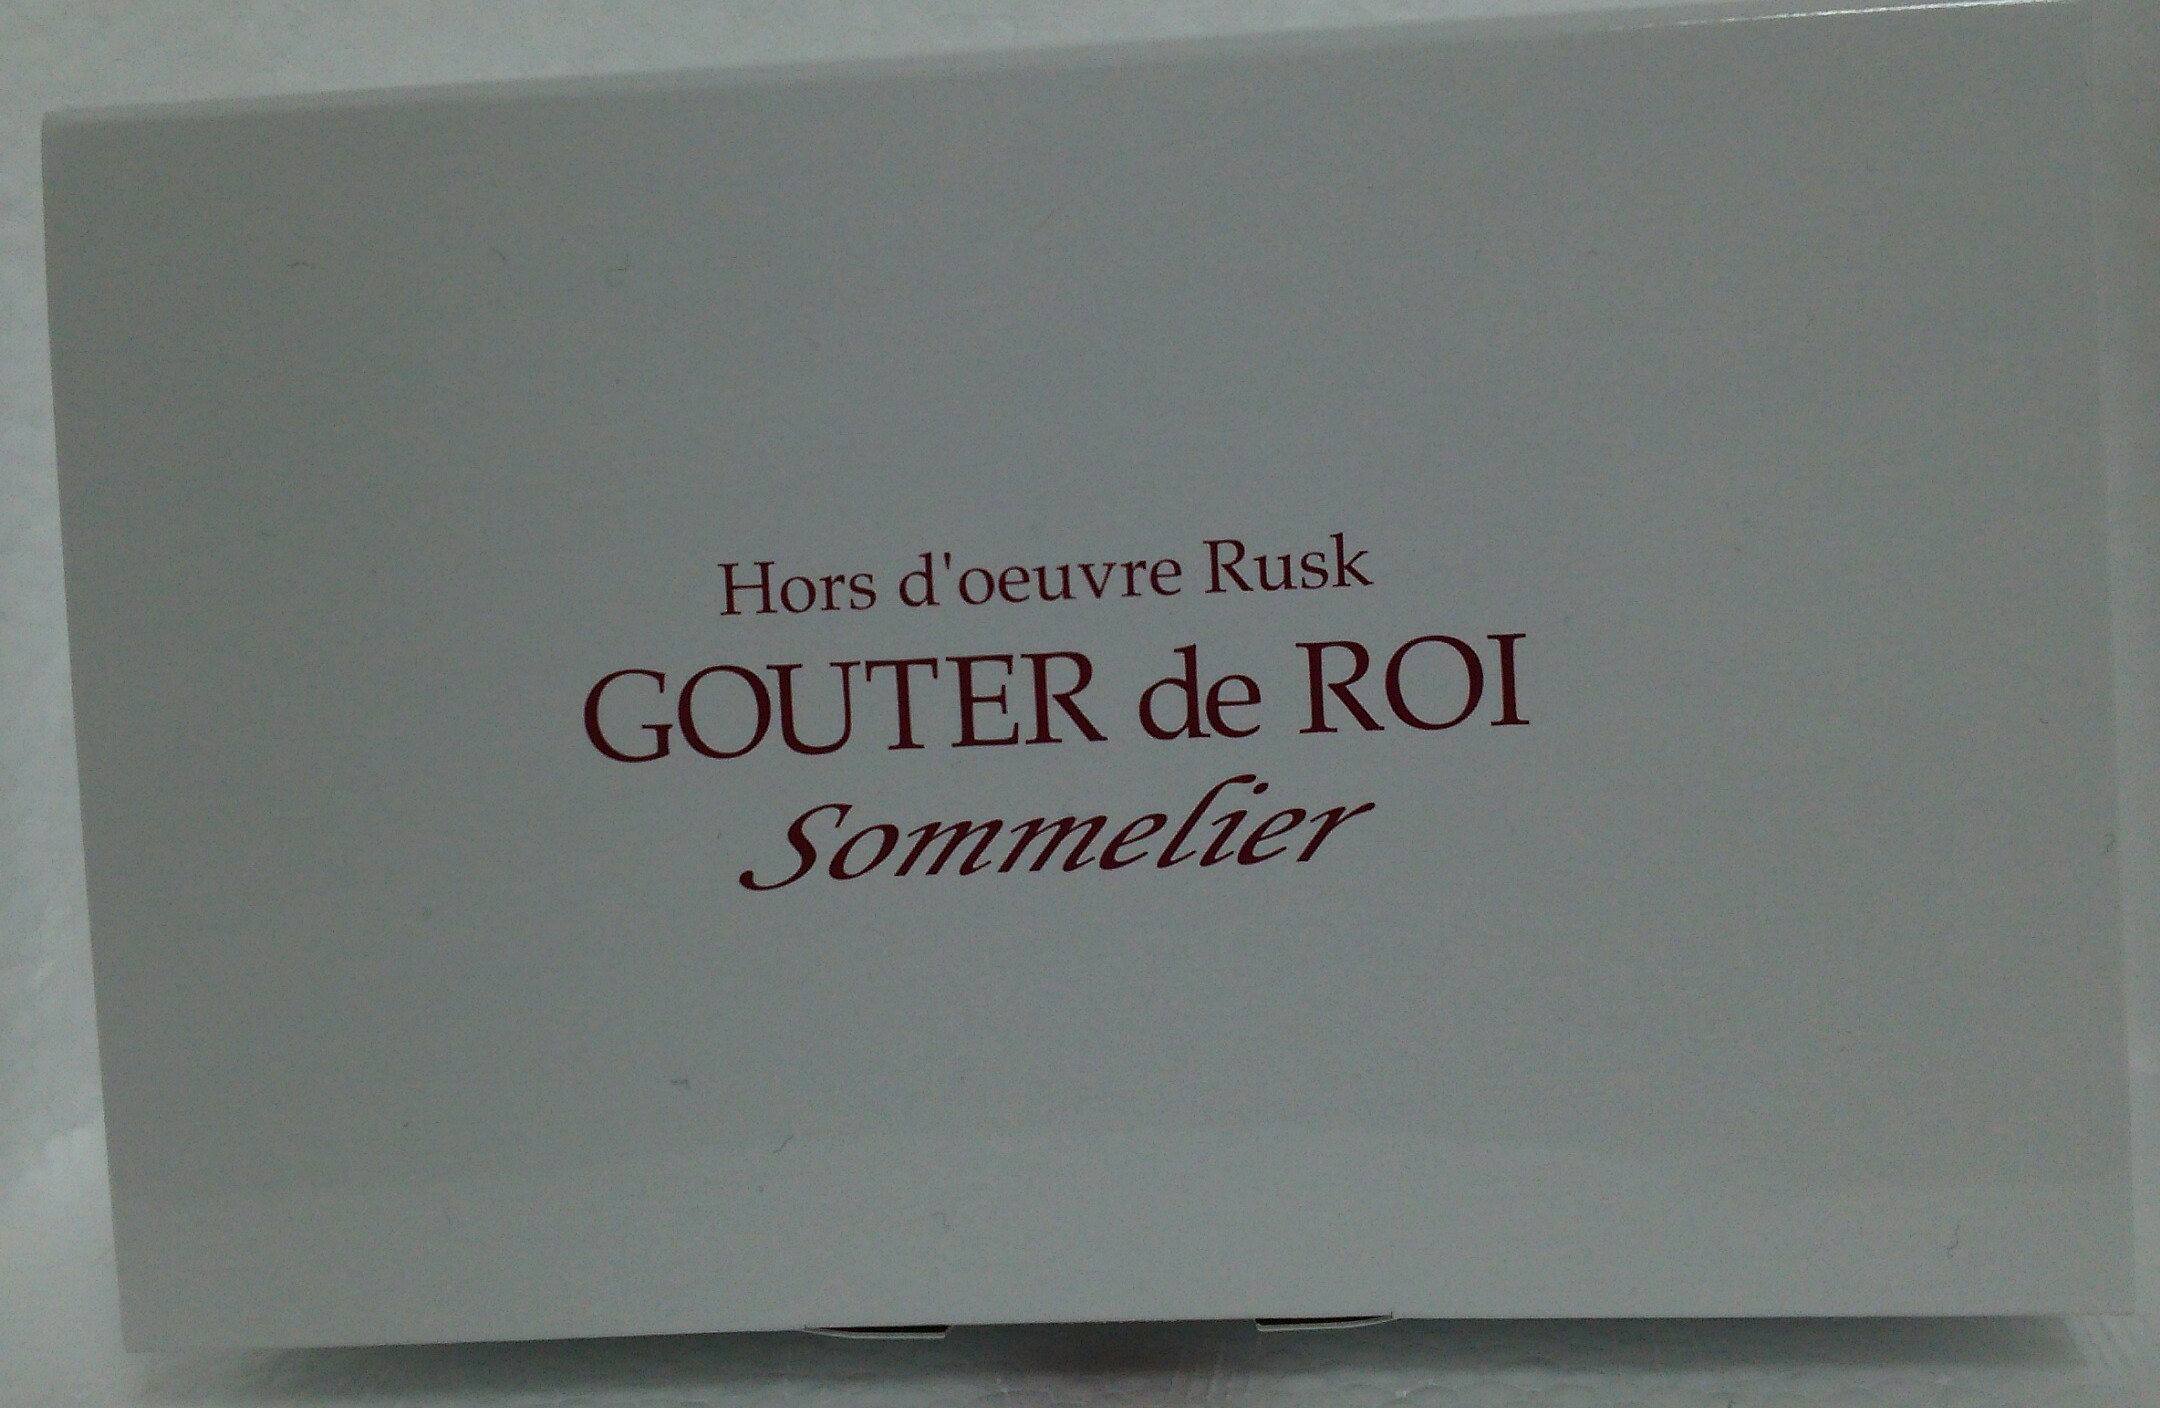 Hors d'oeuvre Rusk
GOUTER de ROI
Sommelier